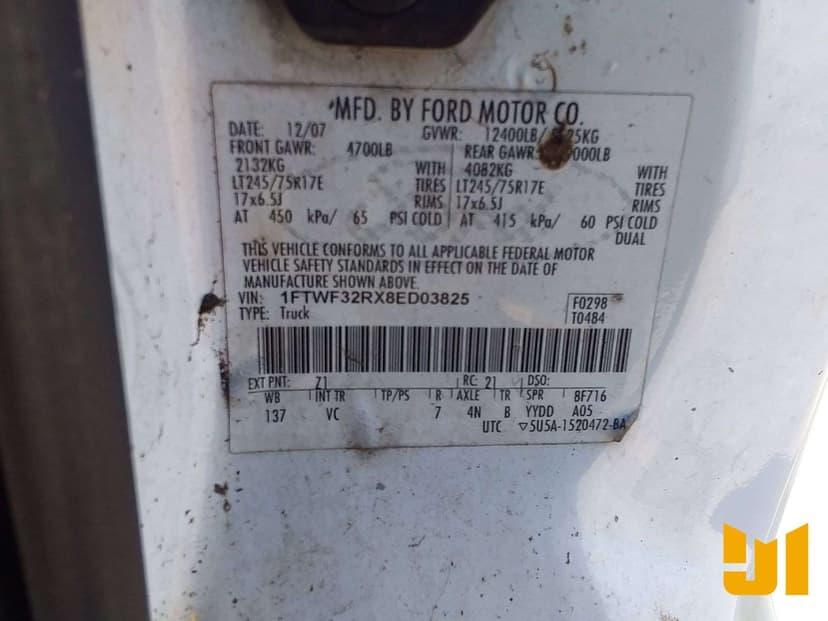 MFD. BY FORD MOTOR CO.
DATE: 12/07 GVWR: 12400LB/ 25KG
FRONT GAWR: 4700LB REAR GAWR: 000LB
2132KG WITH 4082KG WITH
LT245/75R17E TIRES LT245/75R17E TIRES
17x6.5J RIMS 17x6.5J RIMS
AT 450 kPa/ 65 PSI COLD AT 415 kPa/ 60 PSI COLD
DUAL
THIS VEHICLE CONFORMS TO ALL APPLICABLE FEDERAL MOTOR
VEHICLE SAFETY STANDARDS IN EFFECT ON THE DATE OF
MANUFACTURE SHOWN ABOVE.
VIN: 1FTWF32RX8ED03825 F0298
TYPE: Truck T0484
EXT PNT: Z1 RC: 21 DSO:
WB INT TR TP/PS R AXLE TR SPR 8F716
137 VC 7 4N B YYDD A05
UTC ▽5U5A-1520472-BA